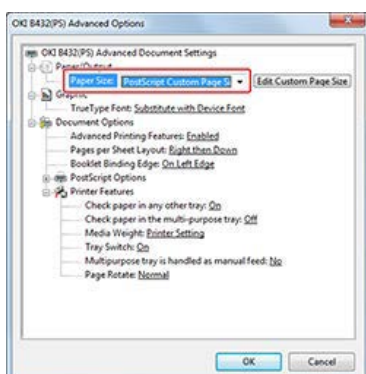 OKI B432(PS) Advanced Options
OKI B432(PS) Advanced Document Settings
Paper/Output
Paper Size: PostScript Custom Page Si Edit Custom Page Size
Graphic
TrueType Font: Substitute with Device Font
Document Options
Advanced Printing Features: Enabled
Pages per Sheet Layout: Right then Down
Booklet Binding Edge: On Left Edge
PostScript Options
Printer Features
Check paper in any other tray: On
Check paper in the multi-purpose tray: Off
Media Weight: Printer Setting
Tray Switch: On
Multipurpose tray is handled as manual feed: No
Page Rotate: Normal
OK Cancel